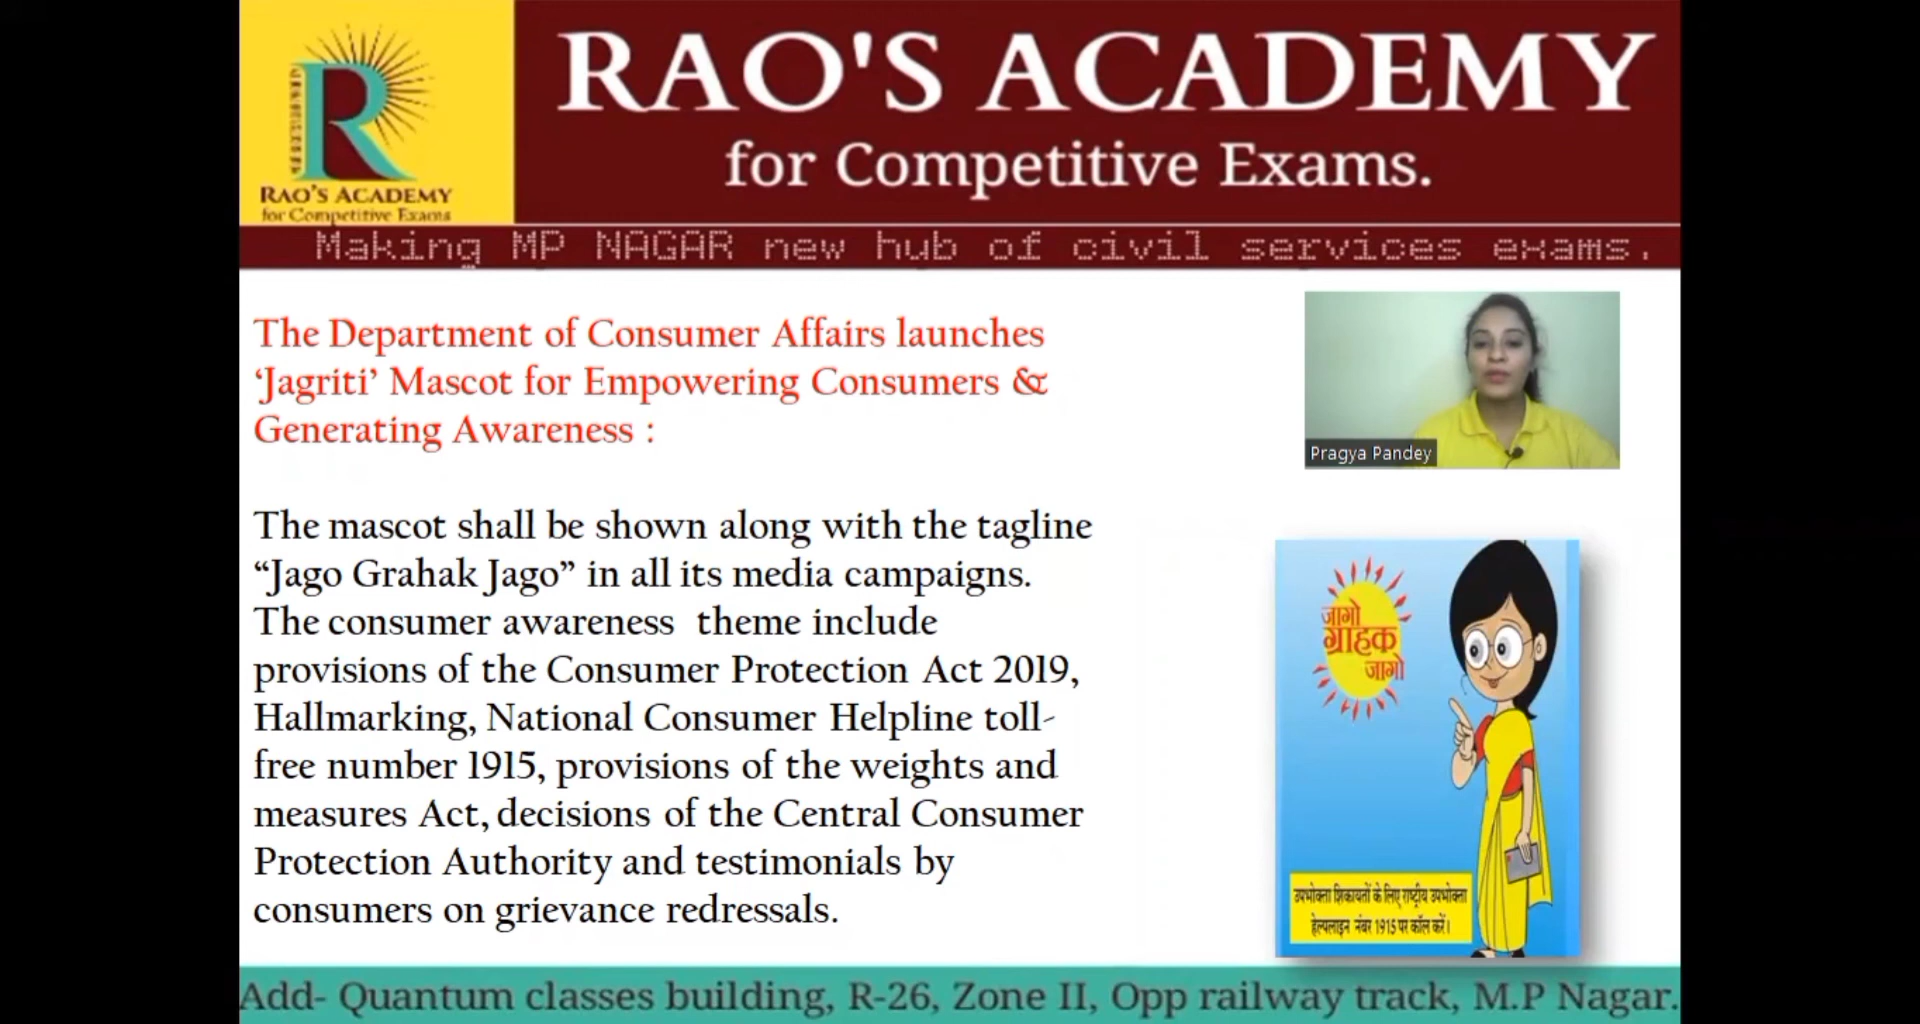 RAO'S ACADEMY
for Competitive Exams.
R
RAO'S ACADEMY
for Competitive Exams
Making MP NAGAR new hub of civil services exams.
The Department of Consumer Affairs launches
‘Jagriti’ Mascot for Empowering Consumers &
Generating Awareness :
Pragya Pandey
The mascot shall be shown along with the tagline
“Jago Grahak Jago” in all its media campaigns.
The consumer awareness  theme include
provisions of the Consumer Protection Act 2019,
Hallmarking, National Consumer Helpline toll-
free number 1915, provisions of the weights and
measures Act, decisions of the Central Consumer
Protection Authority and testimonials by
consumers on grievance redressals.
जागो
ग्राहक
जागो
उपभोक्ता शिकायतों के लिए राष्ट्रीय उपभोक्ता
हेल्पलाइन नंबर 1915 पर कॉल करें।
Add- Quantum classes building, R-26, Zone II, Opp railway track, M.P Nagar.